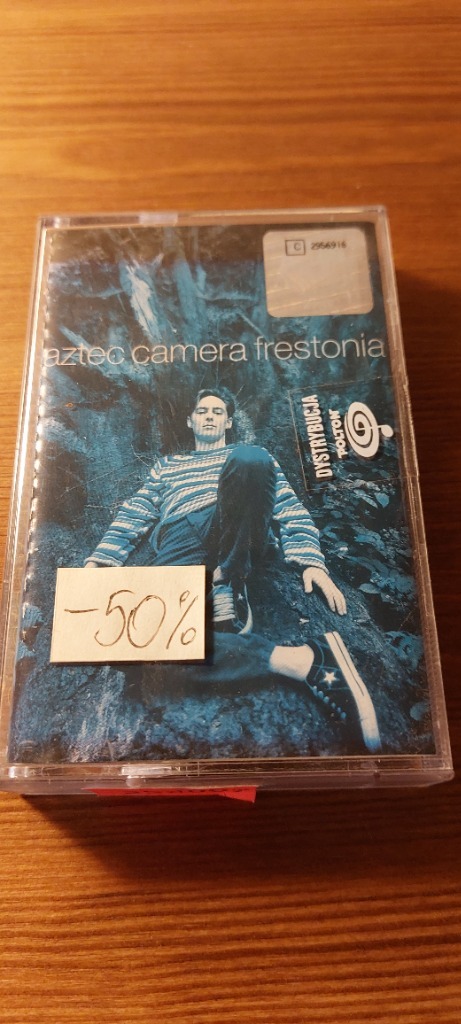 C 2956916
aztec camera frestonia
DYSTRYBUCJA
POLTON
-50%